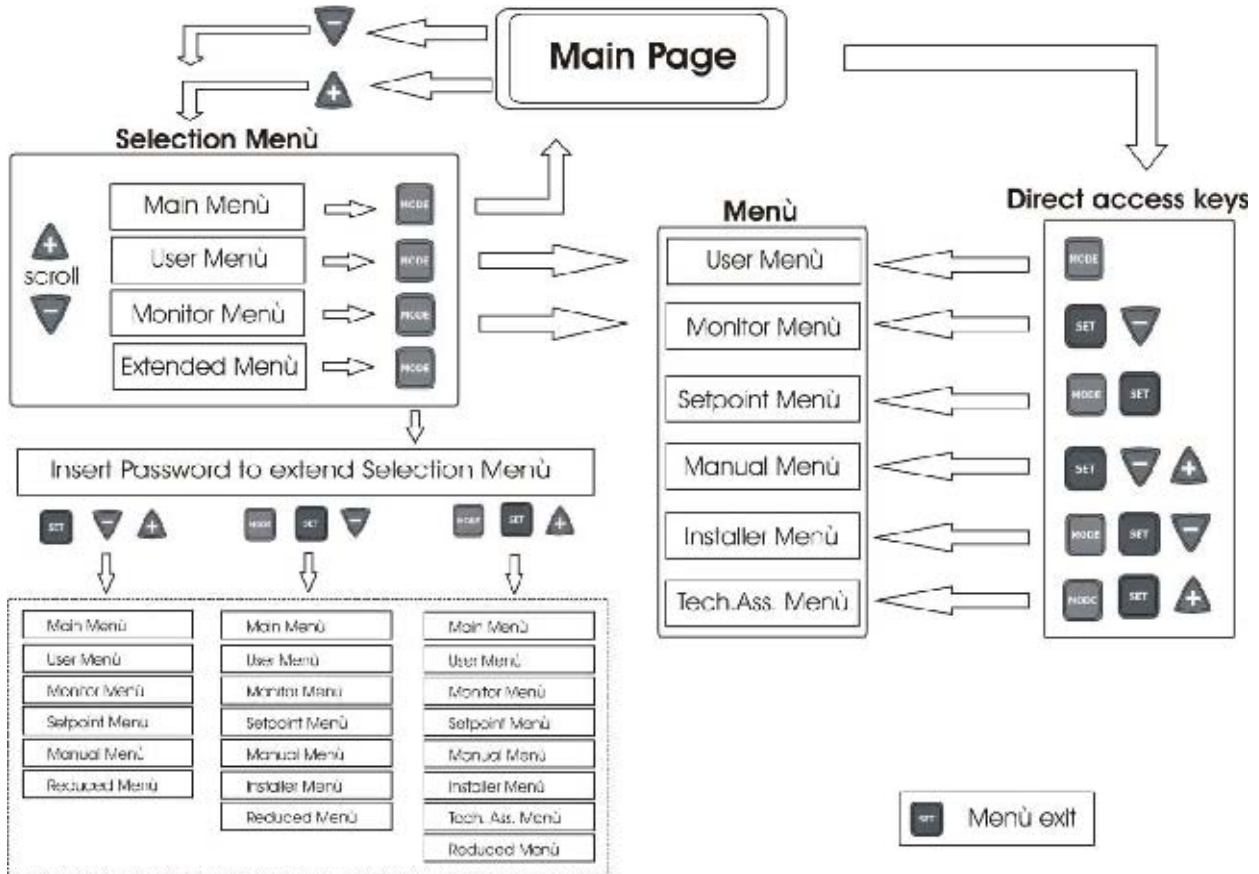 Main Page
Selection Menù
Main Menù
MODE
User Menù
MODE
Monitor Menù
MODE
Extended Menù
MODE
+
scroll
−
Insert Password to extend Selection Menù
SET − +
MODE SET −
MODE SET +
Main Menù
User Menù
Monitor Menù
Setpoint Menù
Manual Menù
Reduced Menù
Main Menù
User Menù
Monitor Menù
Setpoint Menù
Manual Menù
Installer Menù
Reduced Menù
Main Menù
User Menù
Monitor Menù
Setpoint Menù
Manual Menù
Installer Menù
Tech. Ass. Menù
Reduced Menù
Menù
User Menù
Monitor Menù
Setpoint Menù
Manual Menù
Installer Menù
Tech.Ass. Menù
Direct access keys
MODE
SET −
MODE SET
SET − +
MODE SET −
MODE SET +
SET Menù exit